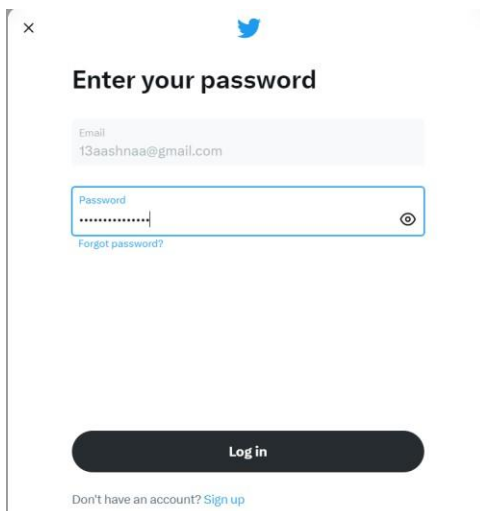 Enter your password
Email
13aashnaa@gmail.com
Password
•••••••••••••••
Forgot password?
Log in
Don't have an account? Sign up